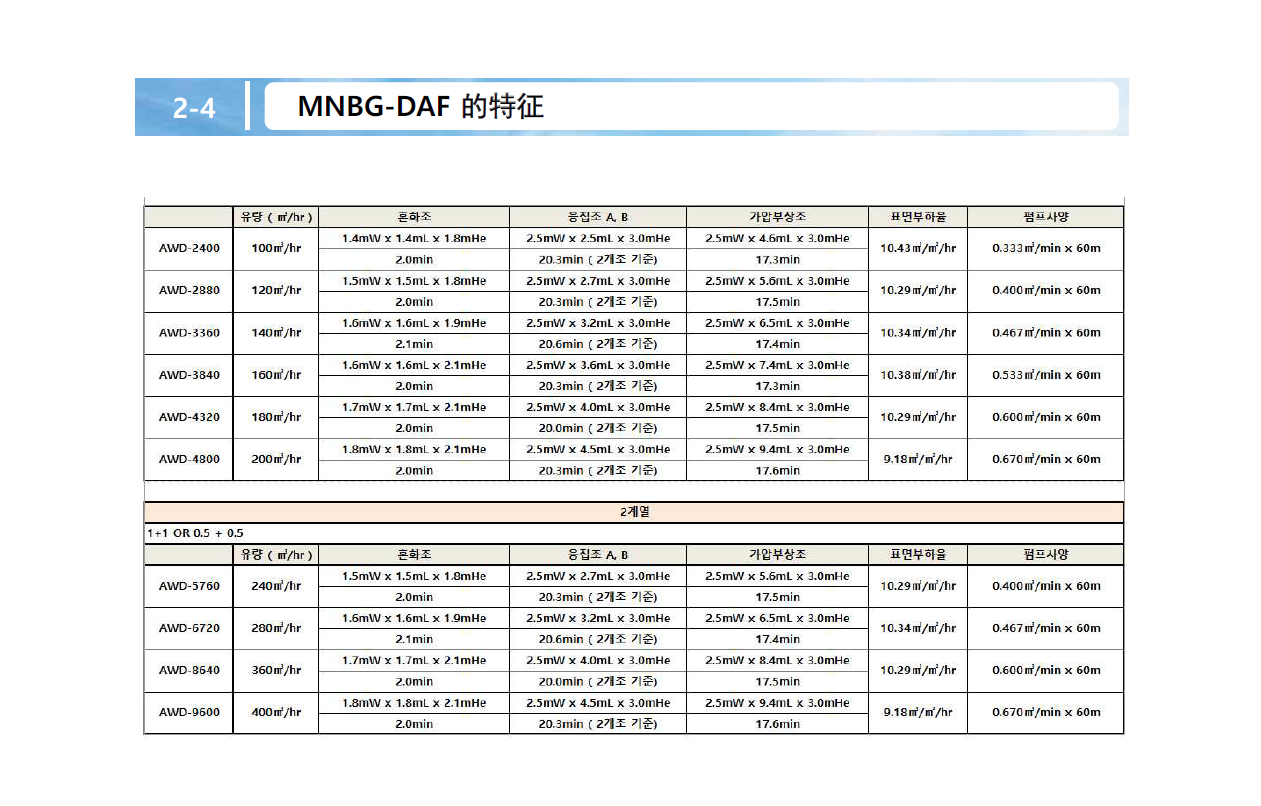 2-4
MNBG-DAF 的特征
유량 ( ㎥/hr ) 혼화조 응집조 A, B 가압부상조 표면부하율 펌프사양
AWD-2400 100㎥/hr 1.4mW x 1.4mL x 1.8mHe 2.5mW x 2.5mL x 3.0mHe 2.5mW x 4.6mL x 3.0mHe 10.43㎥/㎡/hr 0.333㎥/min x 60m
2.0min 20.3min ( 2개조 기준) 17.3min
AWD-2880 120㎥/hr 1.5mW x 1.5mL x 1.8mHe 2.5mW x 2.7mL x 3.0mHe 2.5mW x 5.6mL x 3.0mHe 10.29㎥/㎡/hr 0.400㎥/min x 60m
2.0min 20.3min ( 2개조 기준) 17.5min
AWD-3360 140㎥/hr 1.6mW x 1.6mL x 1.9mHe 2.5mW x 3.2mL x 3.0mHe 2.5mW x 6.5mL x 3.0mHe 10.34㎥/㎡/hr 0.467㎥/min x 60m
2.1min 20.6min ( 2개조 기준) 17.4min
AWD-3840 160㎥/hr 1.6mW x 1.6mL x 2.1mHe 2.5mW x 3.6mL x 3.0mHe 2.5mW x 7.4mL x 3.0mHe 10.38㎥/㎡/hr 0.533㎥/min x 60m
2.0min 20.3min ( 2개조 기준) 17.3min
AWD-4320 180㎥/hr 1.7mW x 1.7mL x 2.1mHe 2.5mW x 4.0mL x 3.0mHe 2.5mW x 8.4mL x 3.0mHe 10.29㎥/㎡/hr 0.600㎥/min x 60m
2.0min 20.0min ( 2개조 기준) 17.5min
AWD-4800 200㎥/hr 1.8mW x 1.8mL x 2.1mHe 2.5mW x 4.5mL x 3.0mHe 2.5mW x 9.4mL x 3.0mHe 9.18㎥/㎡/hr 0.670㎥/min x 60m
2.0min 20.3min ( 2개조 기준) 17.6min
2계열
1+1 OR 0.5 + 0.5
유량 ( ㎥/hr ) 혼화조 응집조 A, B 가압부상조 표면부하율 펌프사양
AWD-5760 240㎥/hr 1.5mW x 1.5mL x 1.8mHe 2.5mW x 2.7mL x 3.0mHe 2.5mW x 5.6mL x 3.0mHe 10.29㎥/㎡/hr 0.400㎥/min x 60m
2.0min 20.3min ( 2개조 기준) 17.5min
AWD-6720 280㎥/hr 1.6mW x 1.6mL x 1.9mHe 2.5mW x 3.2mL x 3.0mHe 2.5mW x 6.5mL x 3.0mHe 10.34㎥/㎡/hr 0.467㎥/min x 60m
2.1min 20.6min ( 2개조 기준) 17.4min
AWD-8640 360㎥/hr 1.7mW x 1.7mL x 2.1mHe 2.5mW x 4.0mL x 3.0mHe 2.5mW x 8.4mL x 3.0mHe 10.29㎥/㎡/hr 0.600㎥/min x 60m
2.0min 20.0min ( 2개조 기준) 17.5min
AWD-9600 400㎥/hr 1.8mW x 1.8mL x 2.1mHe 2.5mW x 4.5mL x 3.0mHe 2.5mW x 9.4mL x 3.0mHe 9.18㎥/㎡/hr 0.670㎥/min x 60m
2.0min 20.3min ( 2개조 기준) 17.6min